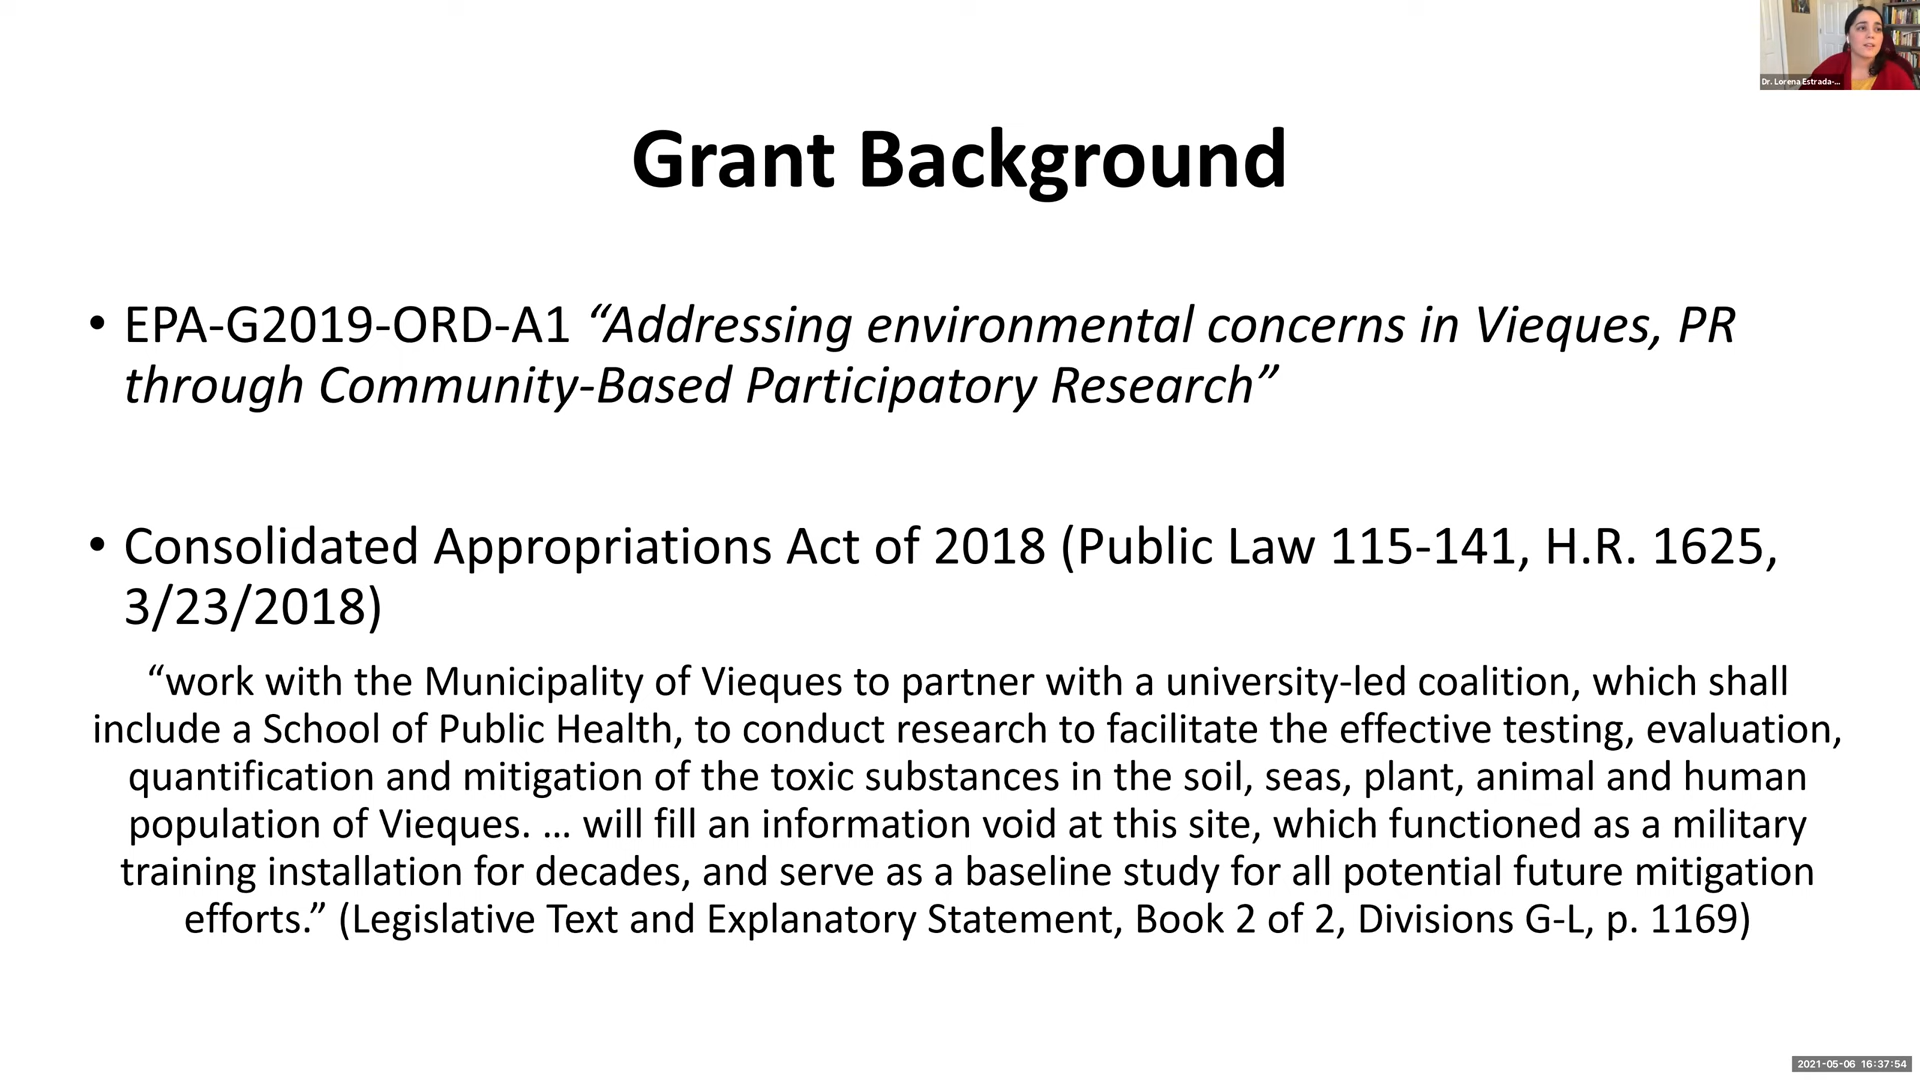 Dr. Lorena Estrada-...
Grant Background
• EPA-G2019-ORD-A1 “Addressing environmental concerns in Vieques, PR
through Community-Based Participatory Research”
• Consolidated Appropriations Act of 2018 (Public Law 115-141, H.R. 1625,
3/23/2018)
“work with the Municipality of Vieques to partner with a university-led coalition, which shall
include a School of Public Health, to conduct research to facilitate the effective testing, evaluation,
quantification and mitigation of the toxic substances in the soil, seas, plant, animal and human
population of Vieques. … will fill an information void at this site, which functioned as a military
training installation for decades, and serve as a baseline study for all potential future mitigation
efforts.” (Legislative Text and Explanatory Statement, Book 2 of 2, Divisions G-L, p. 1169)
2021-05-06 16:37:54